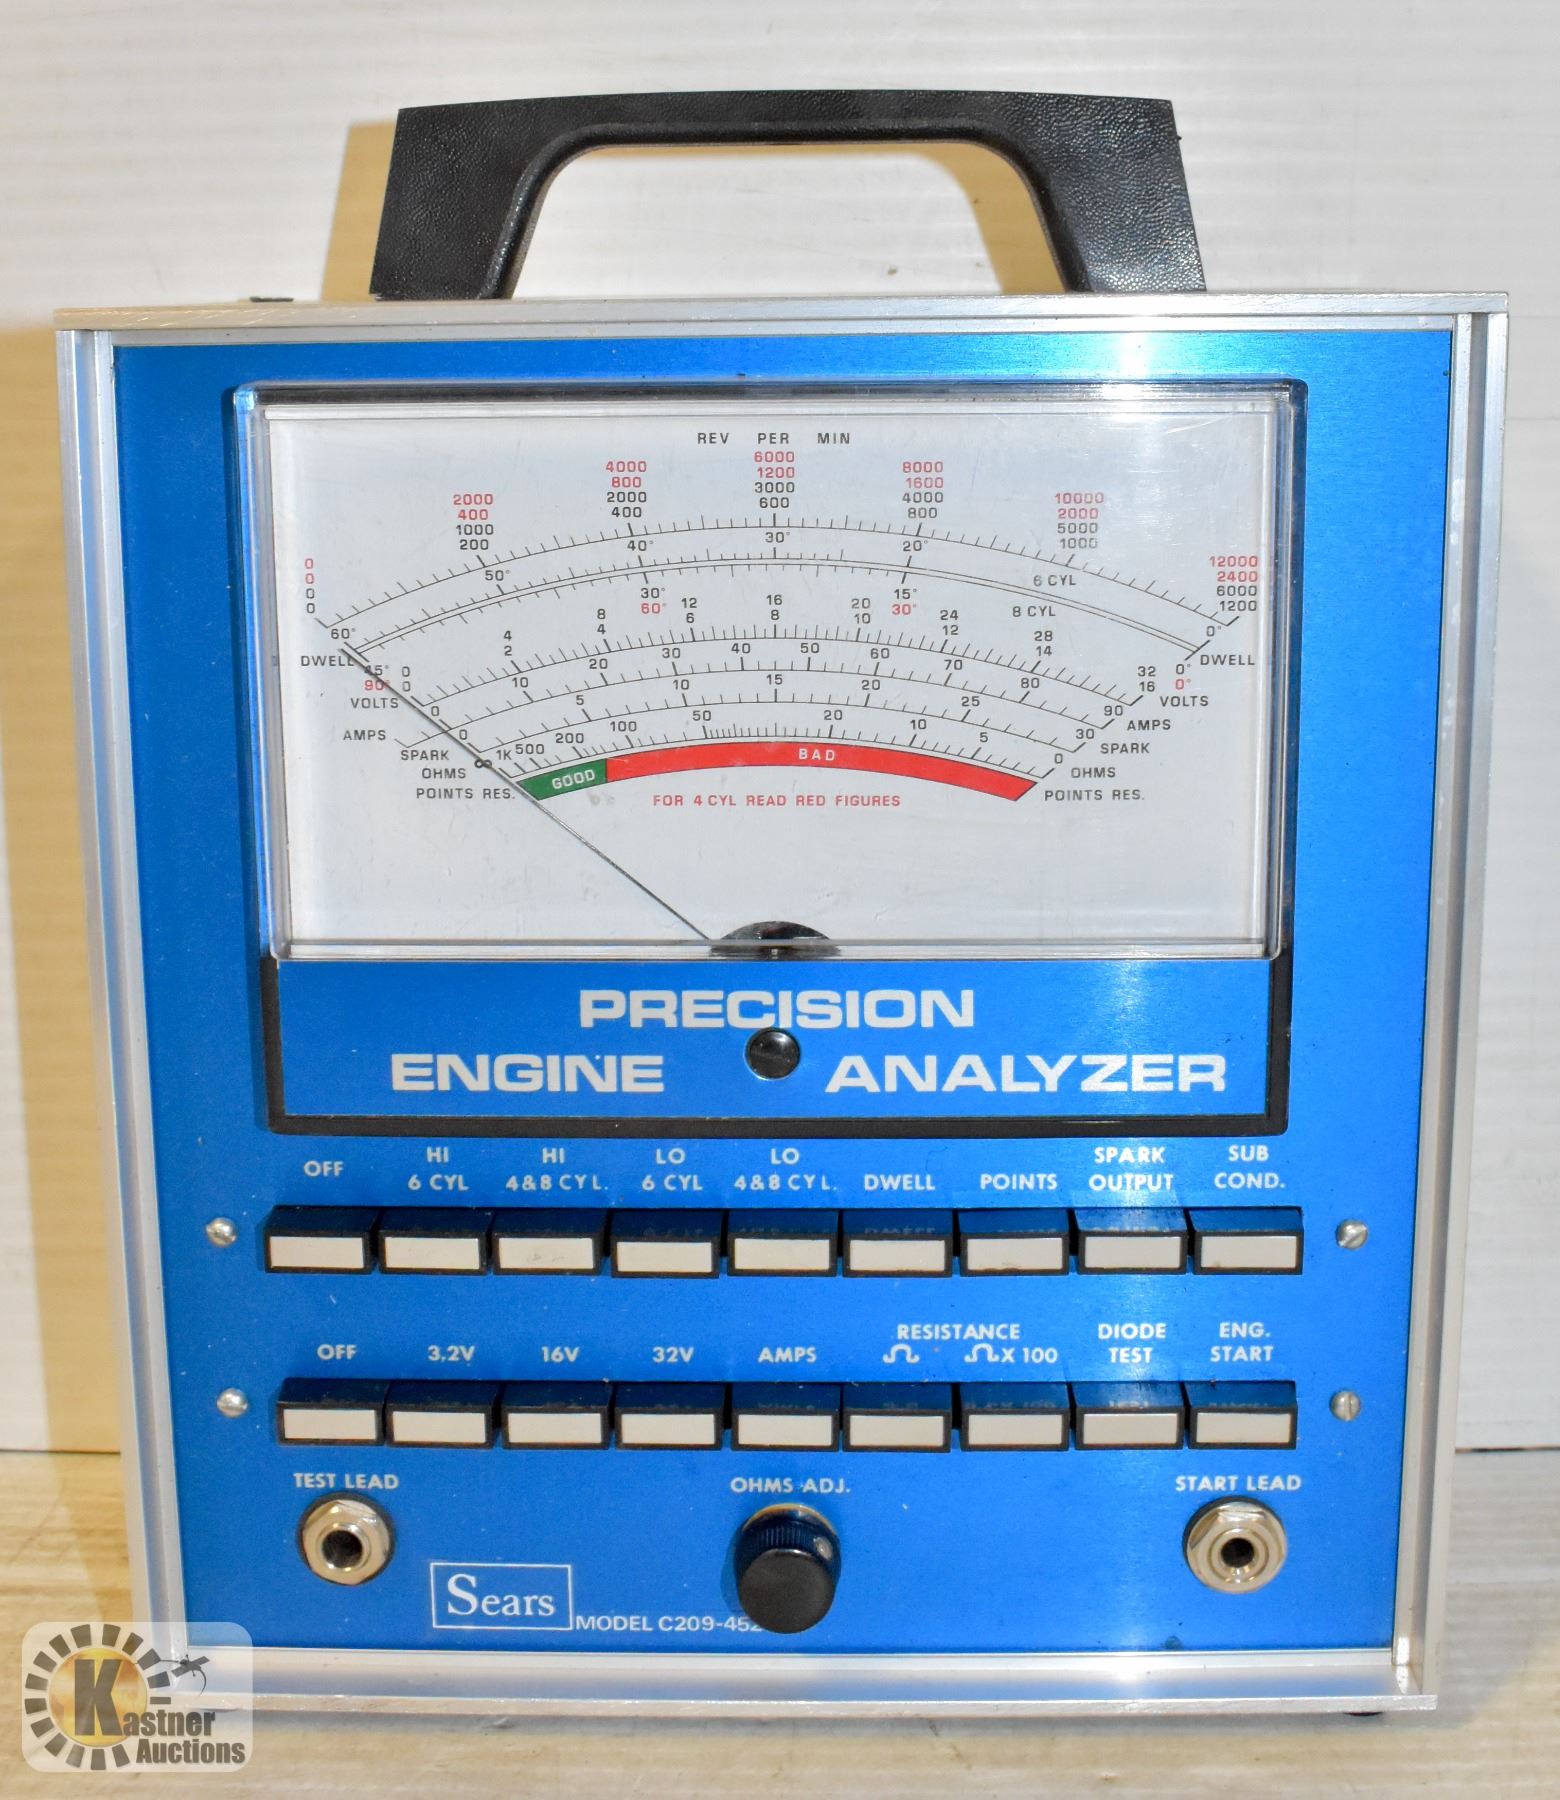 REV PER MIN
6000
4000 1200 8000
2000 800 3000 1600 10000
400 2000 600 4000 2000
1000 400 800 5000
200 1000
0 12000
0 2400
0 6000
0 1200
60° 50° 40° 30° 20° 0°
6 CYL
DWELL 45° 30° 15° 0° DWELL
90° 60° 30° 0°
8 CYL
0 4 8 12 16 20 24 28 32
0 2 4 6 8 10 12 14 16
VOLTS VOLTS
0 10 20 30 40 50 60 70 80 90
AMPS AMPS
0 5 10 15 20 25 30
SPARK SPARK
∞ 1K 500 200 100 50 20 10 5 0
OHMS OHMS
POINTS RES. GOOD BAD POINTS RES.
FOR 4 CYL READ RED FIGURES
PRECISION
ENGINE ANALYZER
OFF HI 6 CYL HI 4&8 CYL. LO 6 CYL LO 4&8 CYL. DWELL POINTS SPARK OUTPUT SUB COND.
RESISTANCE
OFF 3.2V 16V 32V AMPS Ω Ω X 100 DIODE TEST ENG. START
TEST LEAD OHMS ADJ. START LEAD
Sears MODEL C209-452
Kastner
Auctions